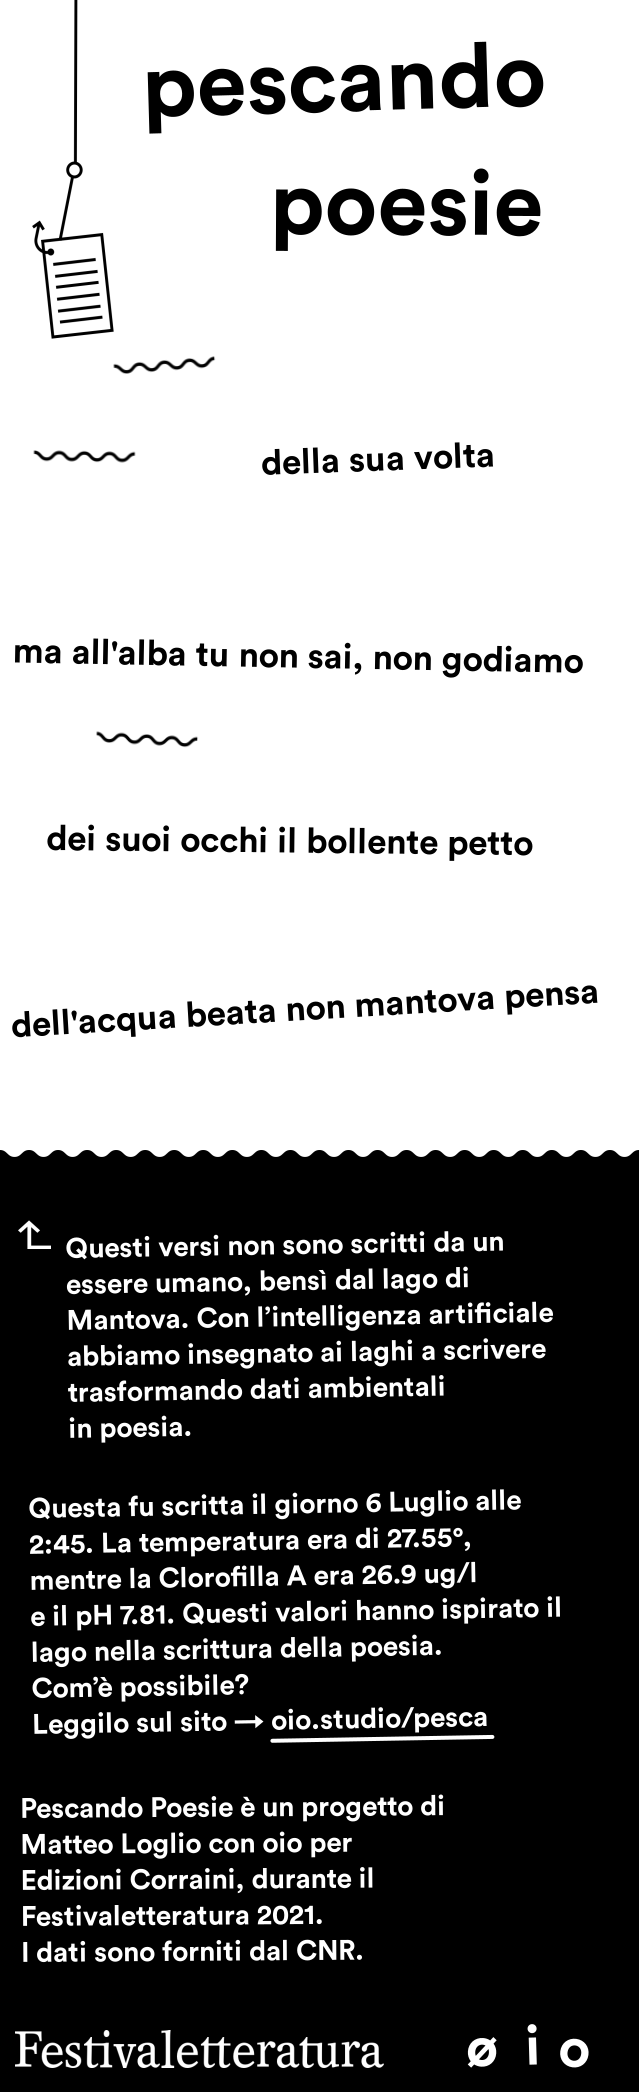 pescando
poesie
della sua volta
ma all'alba tu non sai, non godiamo
dei suoi occhi il bollente petto
dell'acqua beata non mantova pensa
Questi versi non sono scritti da un
essere umano, bensì dal lago di
Mantova. Con l’intelligenza artificiale
abbiamo insegnato ai laghi a scrivere
trasformando dati ambientali
in poesia.
Questa fu scritta il giorno 6 Luglio alle
2:45. La temperatura era di 27.55°,
mentre la Clorofilla A era 26.9 ug/l
e il pH 7.81. Questi valori hanno ispirato il
lago nella scrittura della poesia.
Com’è possibile?
Leggilo sul sito → oio.studio/pesca
Pescando Poesie è un progetto di
Matteo Loglio con oio per
Edizioni Corraini, durante il
Festivaletteratura 2021.
I dati sono forniti dal CNR.
Festivaletteratura ø i o